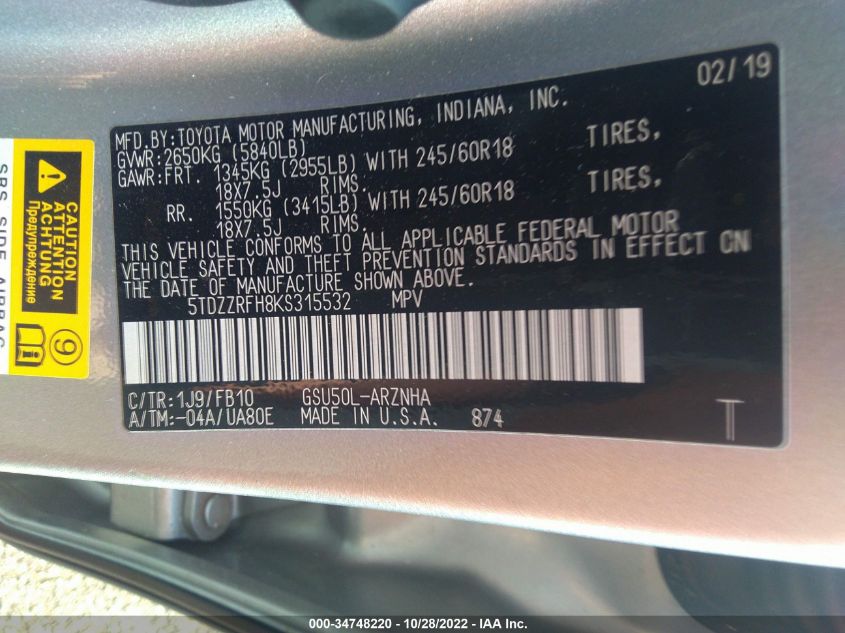 02/19
MFD.BY:TOYOTA MOTOR MANUFACTURING, INDIANA, INC.
GVWR:2650KG (5840LB)
GAWR:FRT. 1345KG (2955LB) WITH 245/60R18 TIRES,
18X7.5J RIMS.
RR. 1550KG (3415LB) WITH 245/60R18 TIRES,
18X7.5J RIMS.
THIS VEHICLE CONFORMS TO ALL APPLICABLE FEDERAL MOTOR
VEHICLE SAFETY AND THEFT PREVENTION STANDARDS IN EFFECT ON
THE DATE OF MANUFACTURE SHOWN ABOVE.
5TDZZRFH8KS315532 MPV
C/TR:1J9/FB10 GSU50L-ARZNHA
A/TM:-04A/UA80E MADE IN U.S.A. 874
T
CAUTION
ATTENTION
ACHTUNG
Предупреждение
9
SRS SIDE AIRBAG
000-34748220 - 10/28/2022 - IAA Inc.